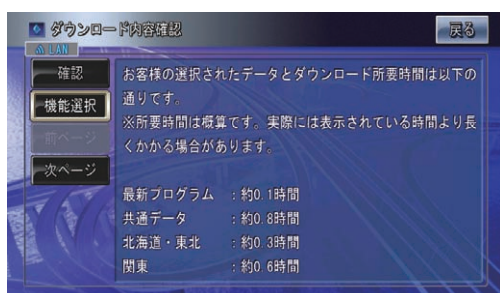 ダウンロード内容確認
戻る
LAN
確認
機能選択
前ページ
次ページ
お客様の選択されたデータとダウンロード所要時間は以下の
通りです。
※所要時間は概算です。実際には表示されている時間より長
くかかる場合があります。
最新プログラム :約0.1時間
共通データ :約0.8時間
北海道・東北 :約0.3時間
関東 :約0.6時間